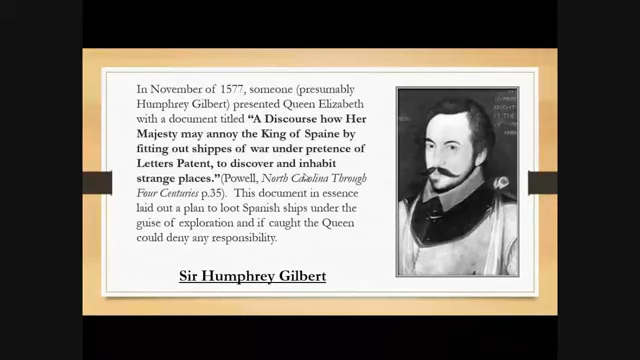 In November of 1577, someone (presumably
Humphrey Gilbert) presented Queen Elizabeth
with a document titled “A Discourse how Her
Majesty may annoy the King of Spaine by
fitting out shippes of war under pretence of
Letters Patent, to discover and inhabit
strange places.”(Powell, North Carolina Through
Four Centuries p.35).  This document in essence
laid out a plan to loot Spanish ships under the
guise of exploration and if caught the Queen
could deny any responsibility.
Sir Humphrey Gilbert